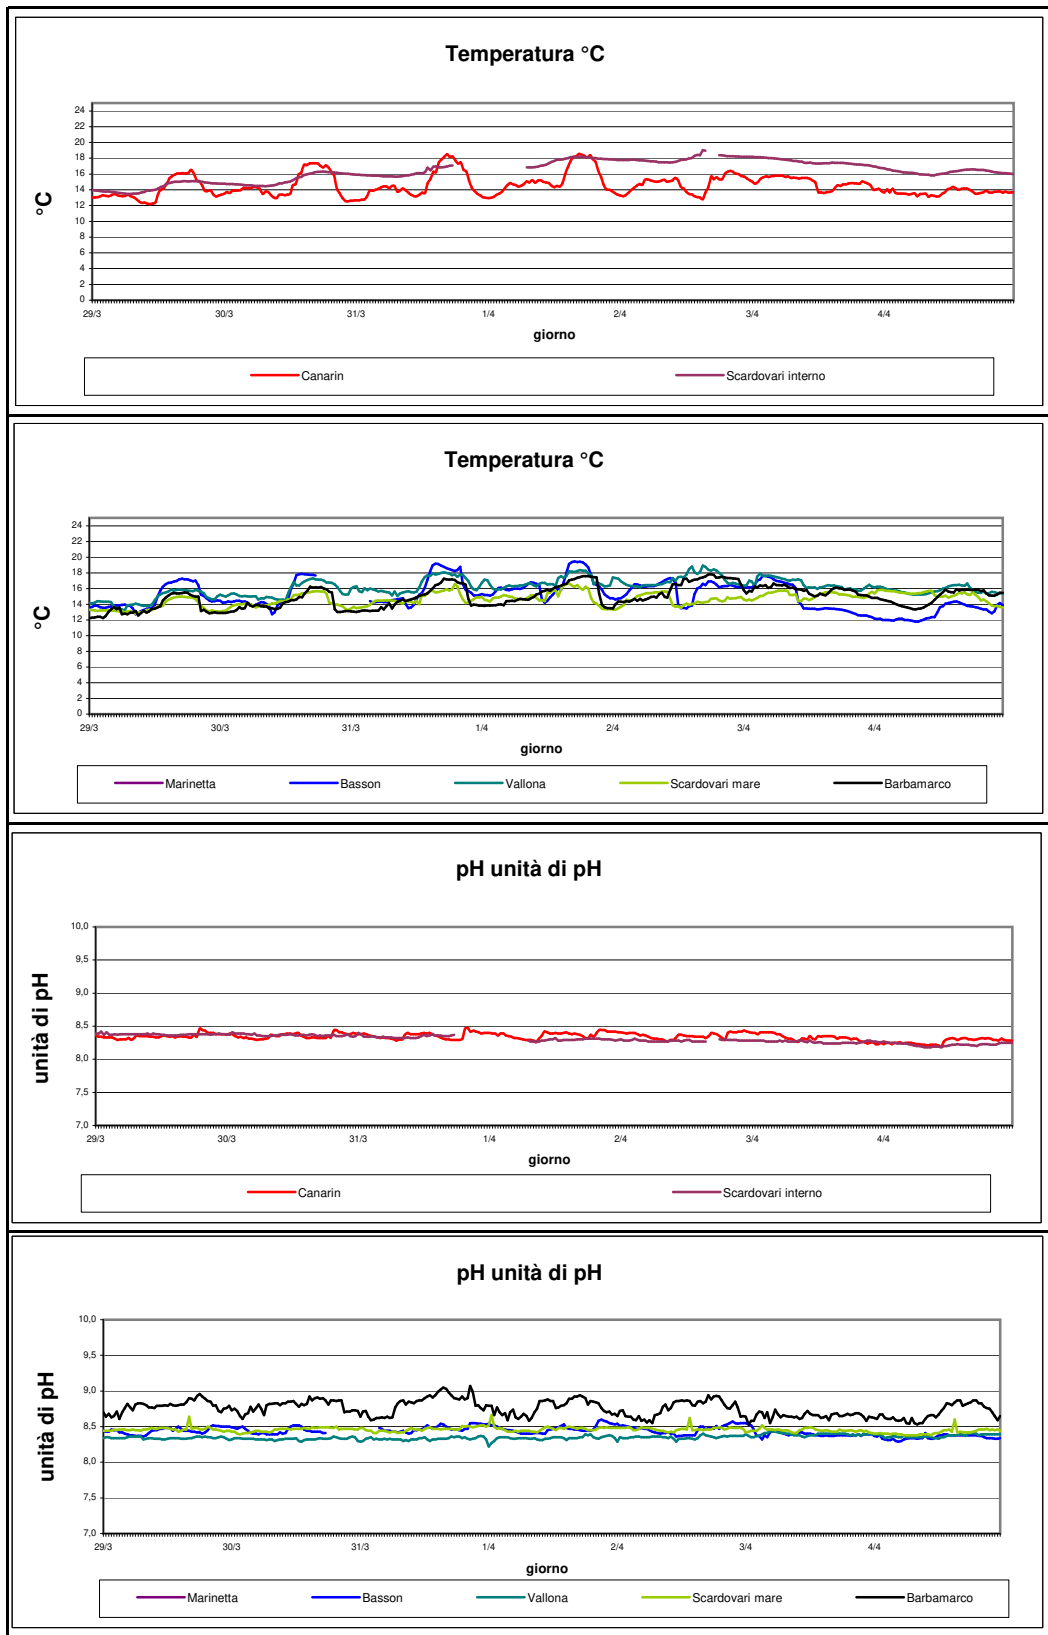 Temperatura °C
24
22
20
18
16
14
12
10
8
6
4
2
0
°C
29/3 30/3 31/3 1/4 2/4 3/4 4/4
giorno
Canarin Scardovari interno
Temperatura °C
24
22
20
18
16
14
12
10
8
6
4
2
0
°C
29/3 30/3 31/3 1/4 2/4 3/4 4/4
giorno
Marinetta Basson Vallona Scardovari mare Barbamarco
pH unità di pH
10,0
9,5
9,0
8,5
8,0
7,5
7,0
unità di pH
29/3 30/3 31/3 1/4 2/4 3/4 4/4
giorno
Canarin Scardovari interno
pH unità di pH
10,0
9,5
9,0
8,5
8,0
7,5
7,0
unità di pH
29/3 30/3 31/3 1/4 2/4 3/4 4/4
giorno
Marinetta Basson Vallona Scardovari mare Barbamarco